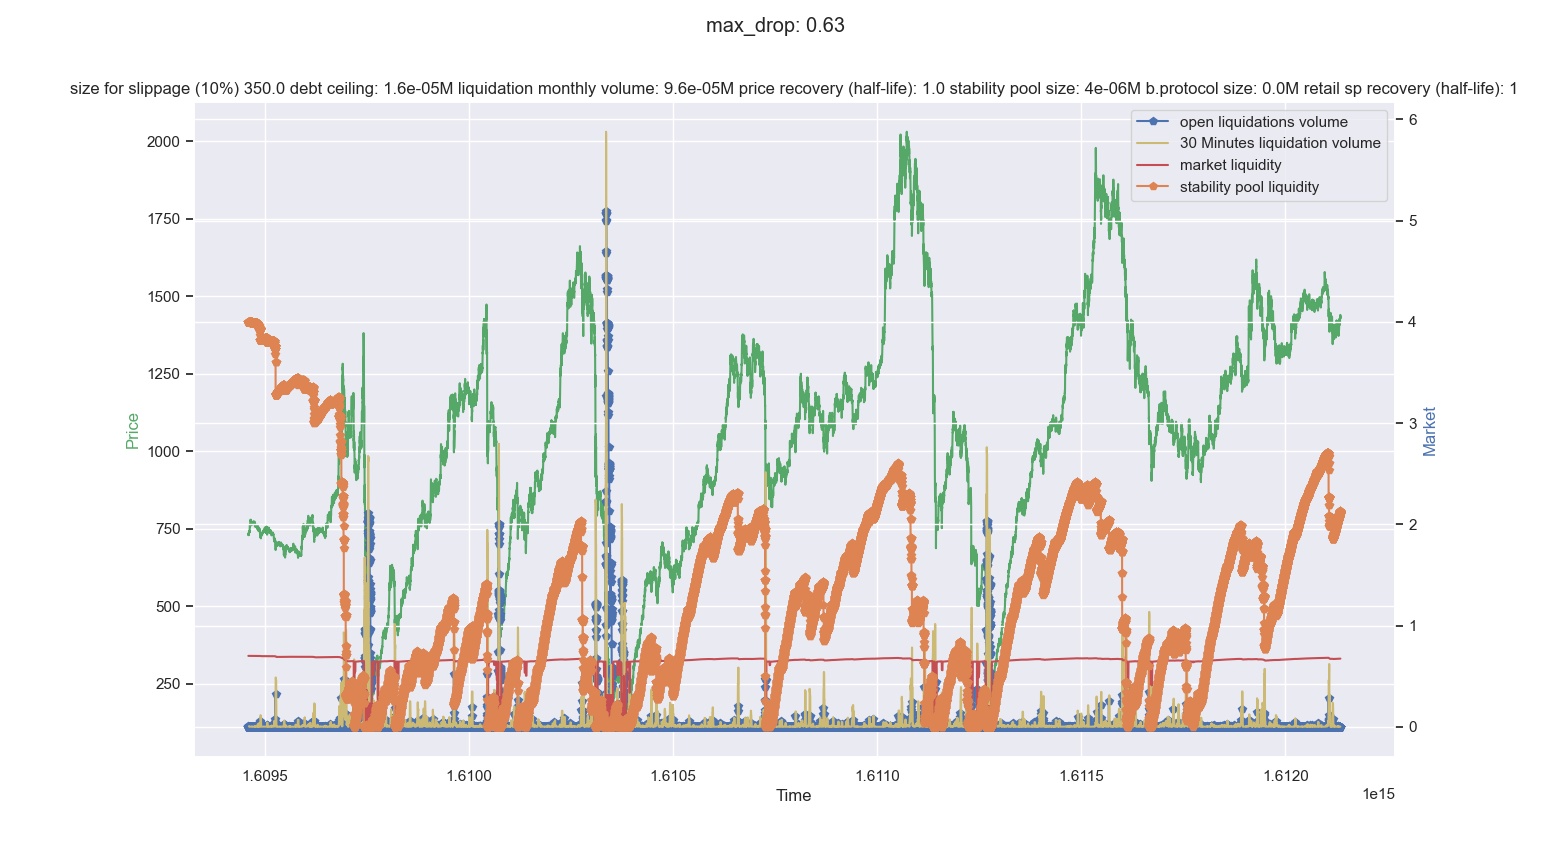 max_drop: 0.63
size for slippage (10%) 350.0 debt ceiling: 1.6e-05M liquidation monthly volume: 9.6e-05M price recovery (half-life): 1.0 stability pool size: 4e-06M b.protocol size: 0.0M retail sp recovery (half-life): 1
open liquidations volume
30 Minutes liquidation volume
market liquidity
stability pool liquidity
2000
1750
1500
1250
1000
750
500
250
Price
6
5
4
3
2
1
0
Market
1.6095
1.6100
1.6105
1.6110
1.6115
1.6120
Time
1e15